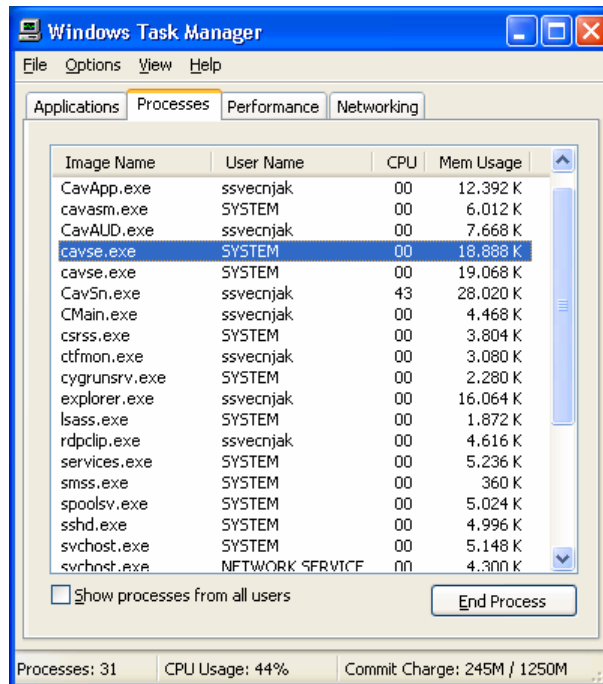 Windows Task Manager
File Options View Help
Applications Processes Performance Networking
Image Name User Name CPU Mem Usage
CavApp.exe ssvecnjak 00 12.392 K
cavasm.exe SYSTEM 00 6.012 K
CavAUD.exe ssvecnjak 00 7.668 K
cavse.exe SYSTEM 00 18.888 K
cavse.exe SYSTEM 00 19.068 K
CavSn.exe ssvecnjak 43 28.020 K
CMain.exe ssvecnjak 00 4.468 K
csrss.exe SYSTEM 00 3.804 K
ctfmon.exe ssvecnjak 00 3.080 K
cygrunsrv.exe SYSTEM 00 2.280 K
explorer.exe ssvecnjak 00 16.064 K
lsass.exe SYSTEM 00 1.872 K
rdpclip.exe ssvecnjak 00 4.616 K
services.exe SYSTEM 00 5.236 K
smss.exe SYSTEM 00 360 K
spoolsv.exe SYSTEM 00 5.024 K
sshd.exe SYSTEM 00 4.996 K
svchost.exe SYSTEM 00 5.148 K
svchost.exe NETWORK SERVICE 00 4.300 K
Show processes from all users End Process
Processes: 31 CPU Usage: 44% Commit Charge: 245M / 1250M